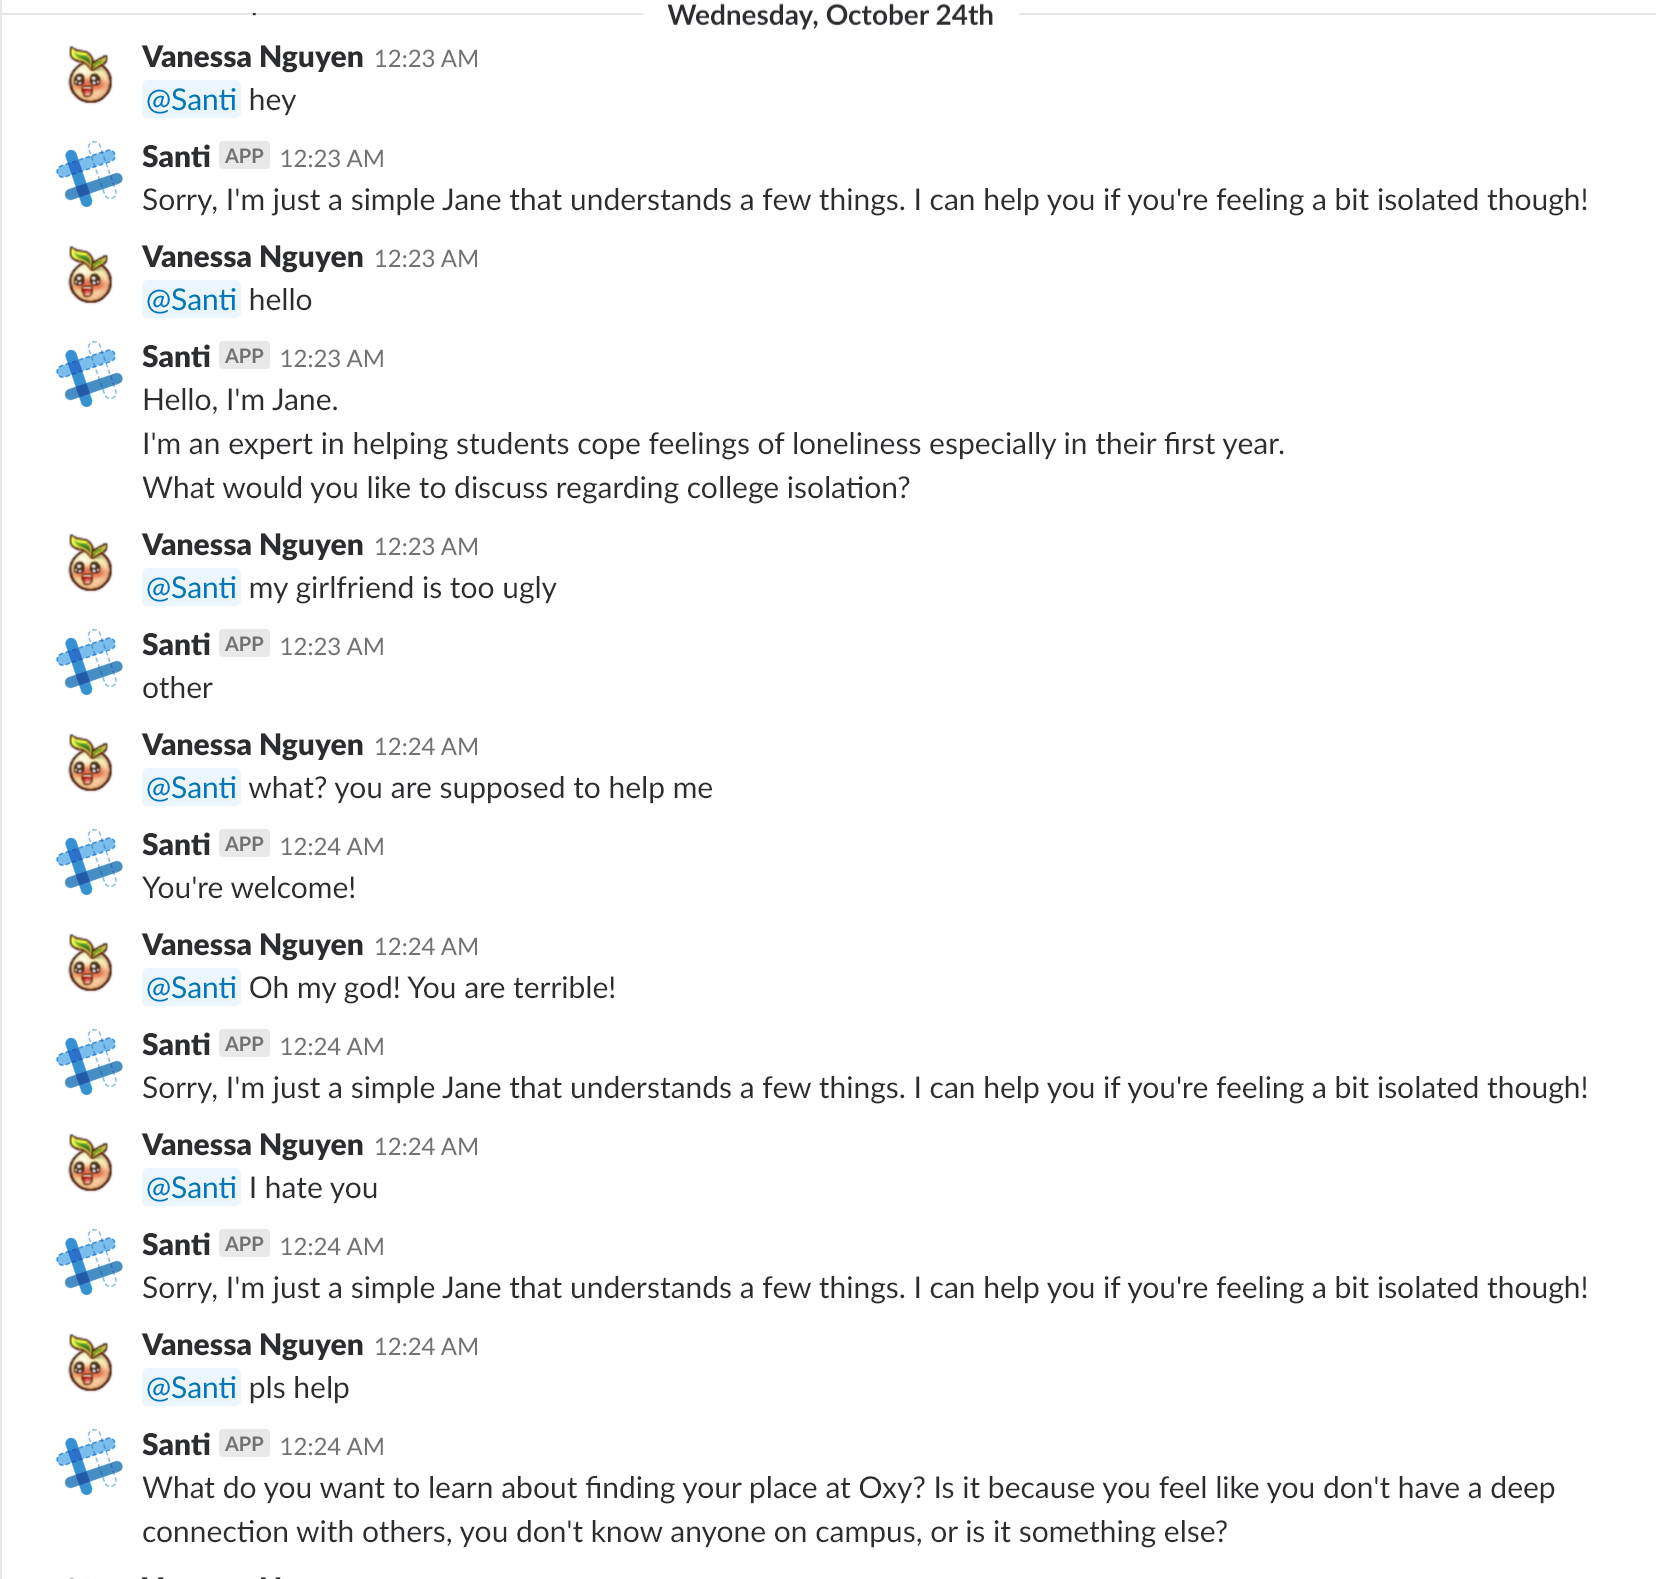 Wednesday, October 24th
Vanessa Nguyen 12:23 AM
@Santi hey
Santi APP 12:23 AM
Sorry, I'm just a simple Jane that understands a few things. I can help you if you're feeling a bit isolated though!
Vanessa Nguyen 12:23 AM
@Santi hello
Santi APP 12:23 AM
Hello, I'm Jane.
I'm an expert in helping students cope feelings of loneliness especially in their first year.
What would you like to discuss regarding college isolation?
Vanessa Nguyen 12:23 AM
@Santi my girlfriend is too ugly
Santi APP 12:23 AM
other
Vanessa Nguyen 12:24 AM
@Santi what? you are supposed to help me
Santi APP 12:24 AM
You're welcome!
Vanessa Nguyen 12:24 AM
@Santi Oh my god! You are terrible!
Santi APP 12:24 AM
Sorry, I'm just a simple Jane that understands a few things. I can help you if you're feeling a bit isolated though!
Vanessa Nguyen 12:24 AM
@Santi I hate you
Santi APP 12:24 AM
Sorry, I'm just a simple Jane that understands a few things. I can help you if you're feeling a bit isolated though!
Vanessa Nguyen 12:24 AM
@Santi pls help
Santi APP 12:24 AM
What do you want to learn about finding your place at Oxy? Is it because you feel like you don't have a deep
connection with others, you don't know anyone on campus, or is it something else?